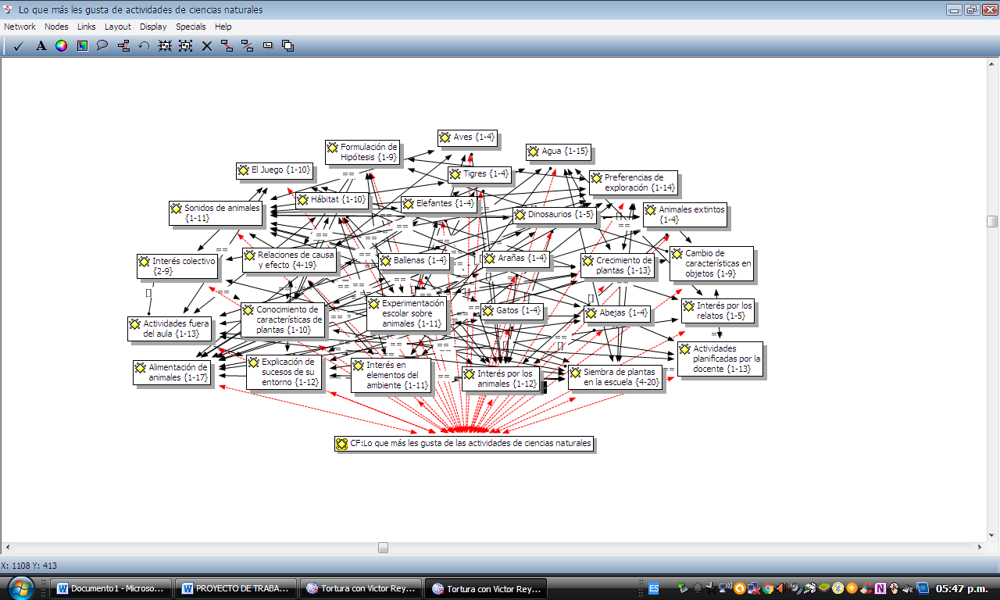 Lo que más les gusta de actividades de ciencias naturales
Network Nodes Links Layout Display Specials Help
Aves {1-4}
Formulación de
Hipótesis {1-9}
Agua {1-15}
El Juego {1-10}
Tigres {1-4}
Preferencias de
exploración {1-14}
Hábitat {1-10}
Elefantes {1-4}
Sonidos de animales
{1-11}
Dinosaurios {1-5}
Animales extintos
{1-4}
Interés colectivo
{2-9}
Relaciones de causa
y efecto {4-19}
Ballenas {1-4}
Arañas {1-4}
Crecimiento de
plantas {1-13}
Cambio de
características en
objetos {1-9}
Actividades fuera
del aula {1-13}
Conocimiento de
características de
plantas {1-10}
Experimentación
escolar sobre
animales {1-11}
Gatos {1-4}
Abejas {1-4}
Interés por los
relatos {1-5}
Alimentación de
animales {1-17}
Explicación de
sucesos de su
entorno {1-12}
Interés en
elementos del
ambiente {1-11}
Interés por los
animales {1-12}
Siembra de plantas
en la escuela {4-20}
Actividades
planificadas por la
docente {1-13}
CF:Lo que más les gusta de las actividades de ciencias naturales
X: 1108 Y: 413
Documento1 - Microso...
PROYECTO DE TRABA...
Tortura con Victor Rey...
Tortura con Victor Rey...
ES
05:47 p.m.